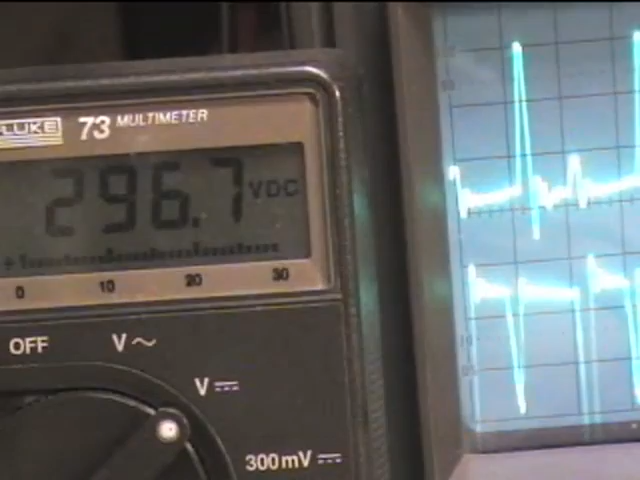 FLUKE 73 MULTIMETER
296.7 VDC
0 10 20 30
OFF V~
V⎓
300mV⎓